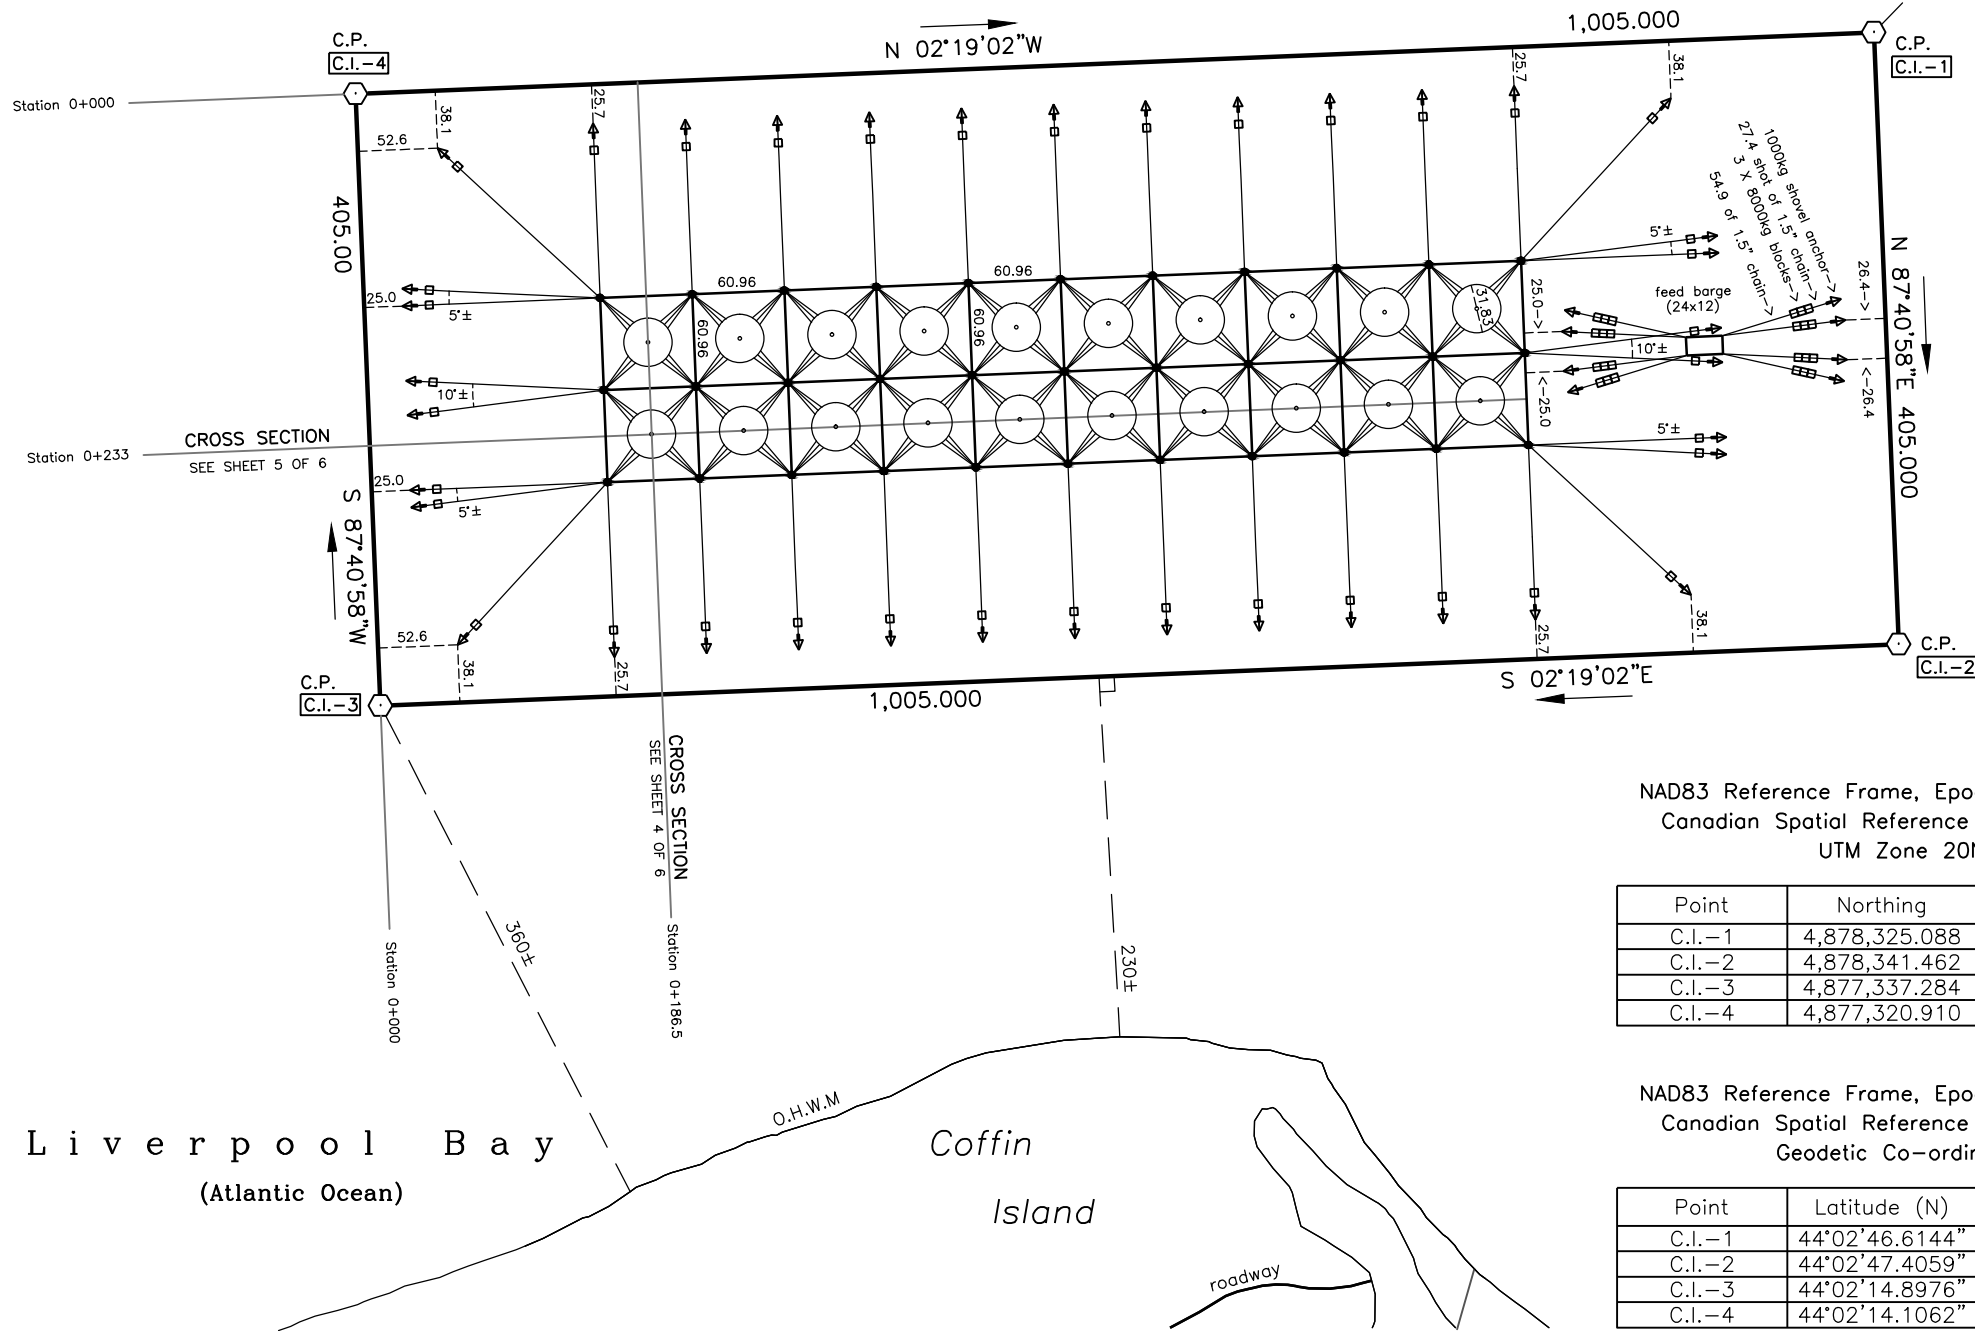 N 02°19'02"W
1,005.000
C.P.
C.I.-4
C.P.
C.I.-1
Station 0+000
38.1
25.7
25.7
38.1
52.6
405.00
1000kg shovel anchor->
27.4 shot of 1.5" chain->
3 X 8000kg blocks->
54.9 of 1.5" chain->
5°±
N 87°40'58"E 405.000
26.4->
60.96
60.96
feed barge
(24x12)
25.0
5°±
60.96
60.96
31.83
25.0->
10°±
10°±
<-25.0
<-26.4
CROSS SECTION
SEE SHEET 5 OF 6
Station 0+233
5°±
25.0
5°±
S 87°40'58"W
52.6
38.1
25.7
25.7
38.1
C.P.
C.I.-3
C.P.
C.I.-2
1,005.000
S 02°19'02"E
CROSS SECTION
SEE SHEET 4 OF 6
Station 0+186.5
Station 0+000
360±
230±
NAD83 Reference Frame, Epo
Canadian Spatial Reference
UTM Zone 20N
Point Northing
C.I.-1 4,878,325.088
C.I.-2 4,878,341.462
C.I.-3 4,877,337.284
C.I.-4 4,877,320.910
O.H.W.M
Liverpool Bay
(Atlantic Ocean)
Coffin
Island
roadway
NAD83 Reference Frame, Epo
Canadian Spatial Reference
Geodetic Co-ordin
Point Latitude (N)
C.I.-1 44°02'46.6144"
C.I.-2 44°02'47.4059"
C.I.-3 44°02'14.8976"
C.I.-4 44°02'14.1062"